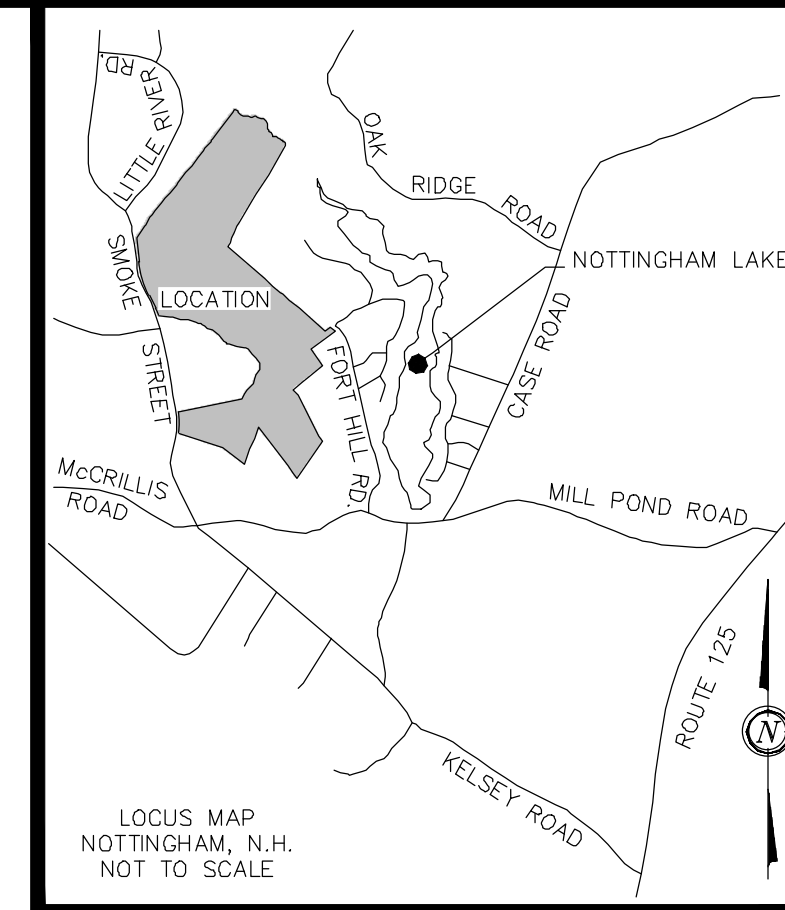 LITTLE RIVER RD.
OAK
RIDGE
ROAD
SMOKE
STREET
NOTTINGHAM LAKE
LOCATION
CASE ROAD
FORT HILL RD.
McCRILLIS
ROAD
MILL POND ROAD
ROUTE 125
N
KELSEY ROAD
LOCUS MAP
NOTTINGHAM, N.H.
NOT TO SCALE